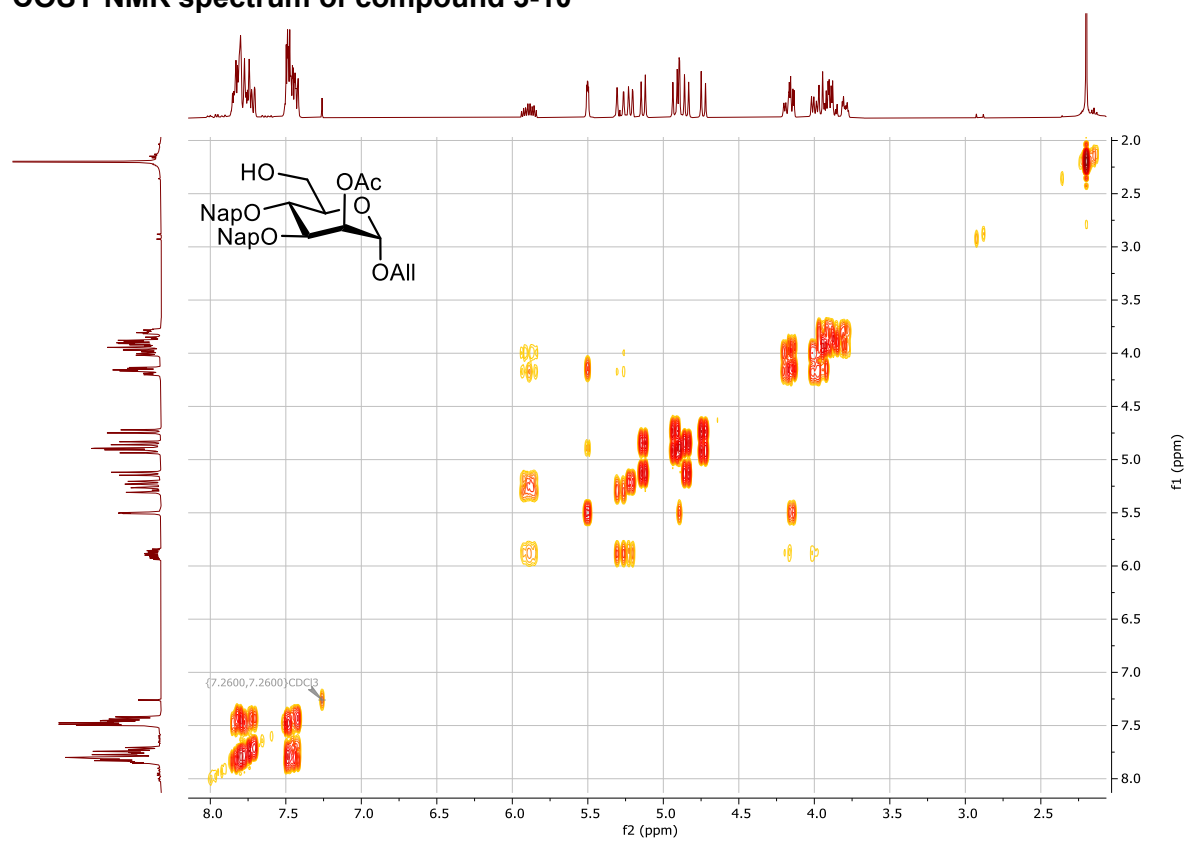 COSY NMR spectrum of compound 3-10
HO
OAc
O
NapO
NapO
OAll
{7.2600,7.2600}CDCl3
2.0
2.5
3.0
3.5
4.0
4.5
5.0
5.5
6.0
6.5
7.0
7.5
8.0
f1 (ppm)
8.0 7.5 7.0 6.5 6.0 5.5 5.0 4.5 4.0 3.5 3.0 2.5
f2 (ppm)